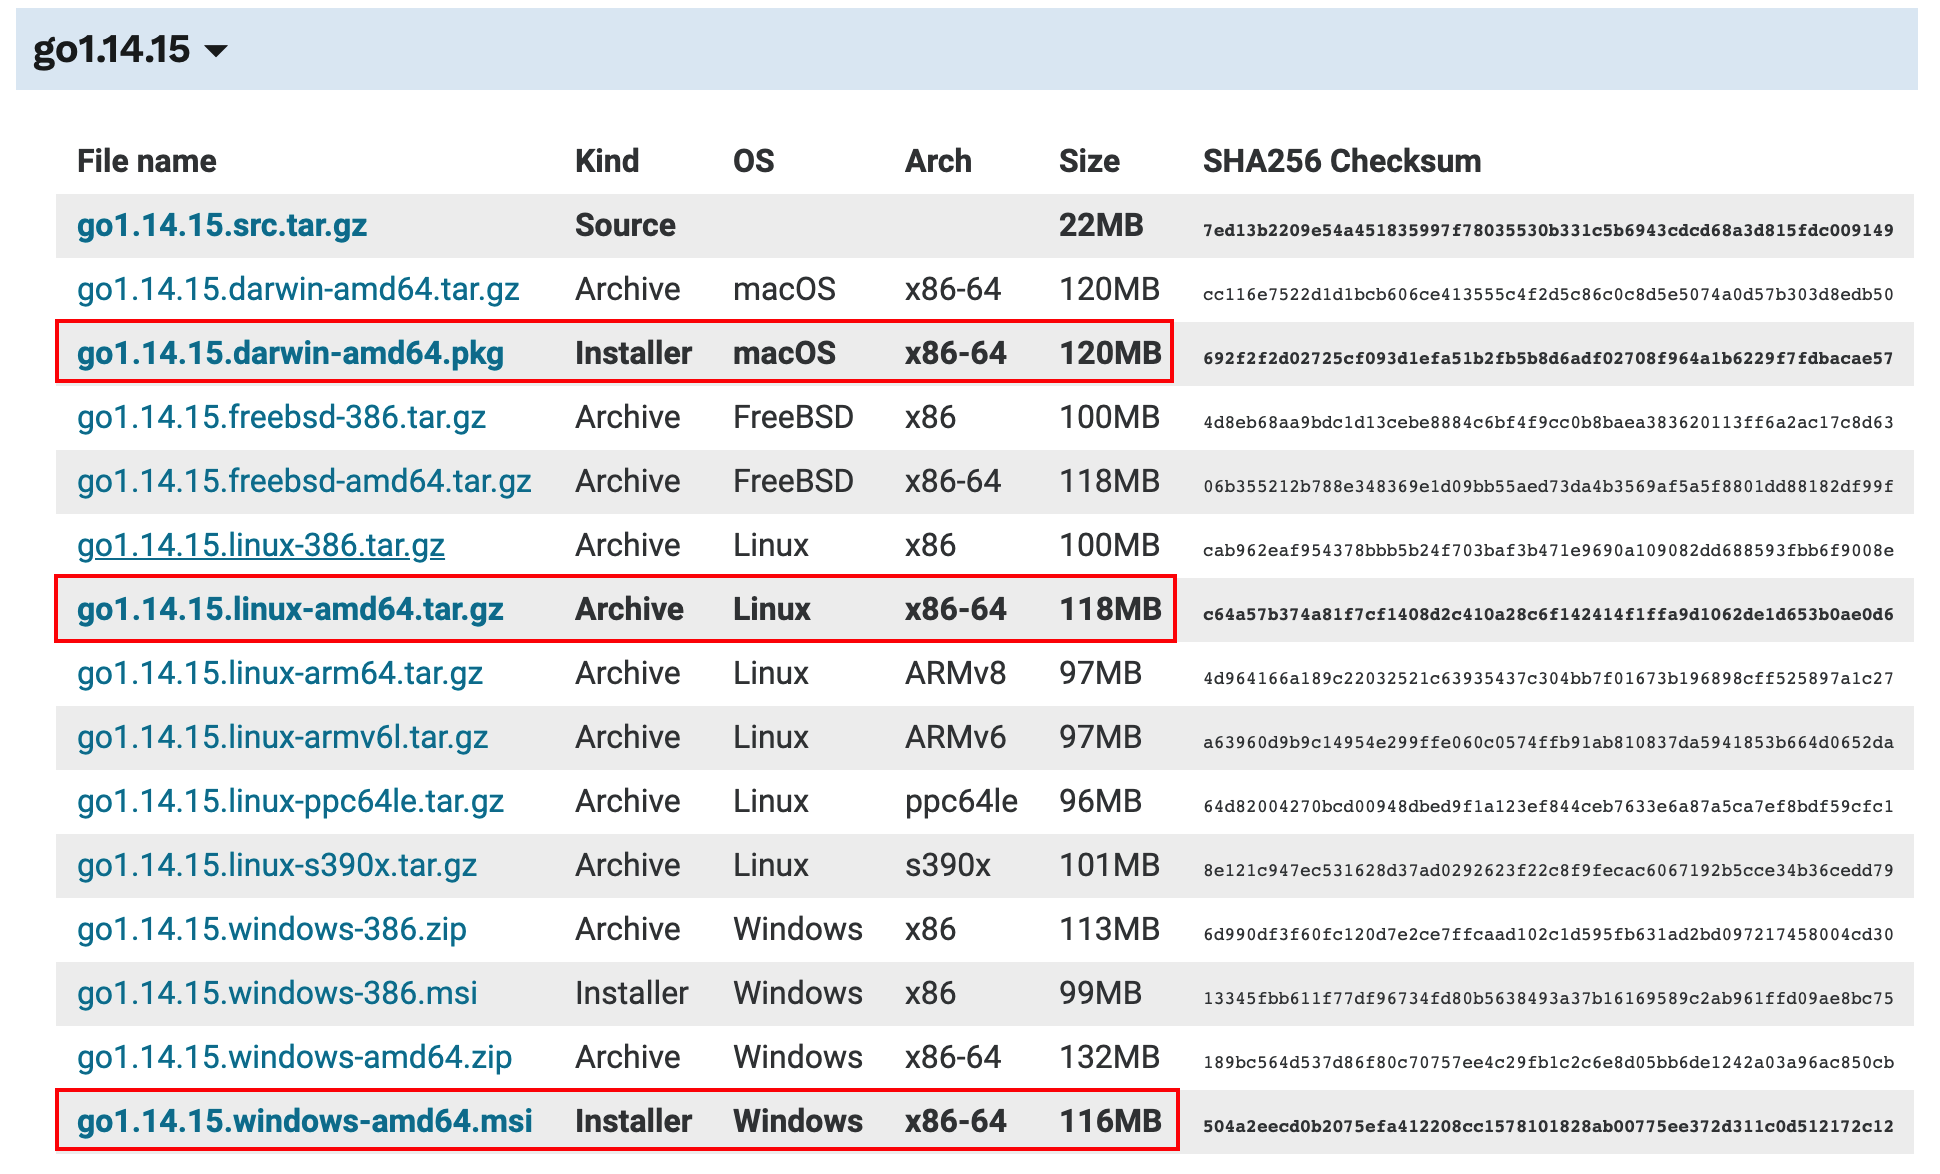 go1.14.15
File name Kind OS Arch Size SHA256 Checksum
go1.14.15.src.tar.gz Source 22MB 7ed13b2209e54a451835997f78035530b331c5b6943cdcd68a3d815fdc009149
go1.14.15.darwin-amd64.tar.gz Archive macOS x86-64 120MB cc116e7522d1d1bcb606ce413555c4f2d5c86c0c8d5e5074a0d57b303d8edb50
go1.14.15.darwin-amd64.pkg Installer macOS x86-64 120MB 692f2f2d02725cf093d1efa51b2fb5b8d6adf02708f964a1b6229f7fdbacae57
go1.14.15.freebsd-386.tar.gz Archive FreeBSD x86 100MB 4d8eb68aa9bdc1d13cebe8884c6bf4f9cc0b8baea383620113ff6a2ac17c8d63
go1.14.15.freebsd-amd64.tar.gz Archive FreeBSD x86-64 118MB 06b355212b788e348369e1d09bb55aed73da4b3569af5a5f8801dd88182df99f
go1.14.15.linux-386.tar.gz Archive Linux x86 100MB cab962eaf954378bbb5b24f703baf3b471e9690a109082dd688593fbb6f9008e
go1.14.15.linux-amd64.tar.gz Archive Linux x86-64 118MB c64a57b374a81f7cf1408d2c410a28c6f142414f1ffa9d1062de1d653b0ae0d6
go1.14.15.linux-arm64.tar.gz Archive Linux ARMv8 97MB 4d964166a189c22032521c63935437c304bb7f01673b196898cff525897a1c27
go1.14.15.linux-armv6l.tar.gz Archive Linux ARMv6 97MB a63960d9b9c14954e299ffe060c0574ffb91ab810837da5941853b664d0652da
go1.14.15.linux-ppc64le.tar.gz Archive Linux ppc64le 96MB 64d82004270bcd00948dbed9f1a123ef844ceb7633e6a87a5ca7ef8bdf59cfc1
go1.14.15.linux-s390x.tar.gz Archive Linux s390x 101MB 8e121c947ec531628d37ad0292623f22c8f9fecac6067192b5cce34b36cedd79
go1.14.15.windows-386.zip Archive Windows x86 113MB 6d990df3f60fc120d7e2ce7ffcaad102c1d595fb631ad2bd097217458004cd30
go1.14.15.windows-386.msi Installer Windows x86 99MB 13345fbb611f77df96734fd80b5638493a37b16169589c2ab961ffd09ae8bc75
go1.14.15.windows-amd64.zip Archive Windows x86-64 132MB 189bc564d537d86f80c70757ee4c29fb1c2c6e8d05bb6de1242a03a96ac850cb
go1.14.15.windows-amd64.msi Installer Windows x86-64 116MB 504a2eecd0b2075efa412208cc1578101828ab00775ee372d311c0d512172c12